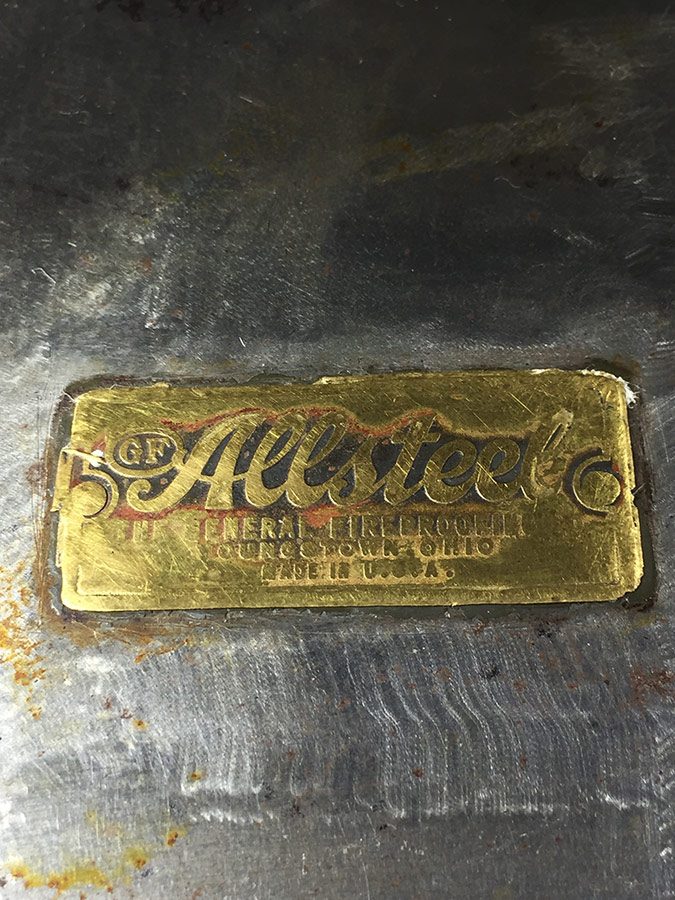 GF Allsteel
GENERAL FIREPROOFING
YOUNGSTOWN-OHIO
MADE IN U.S.A.